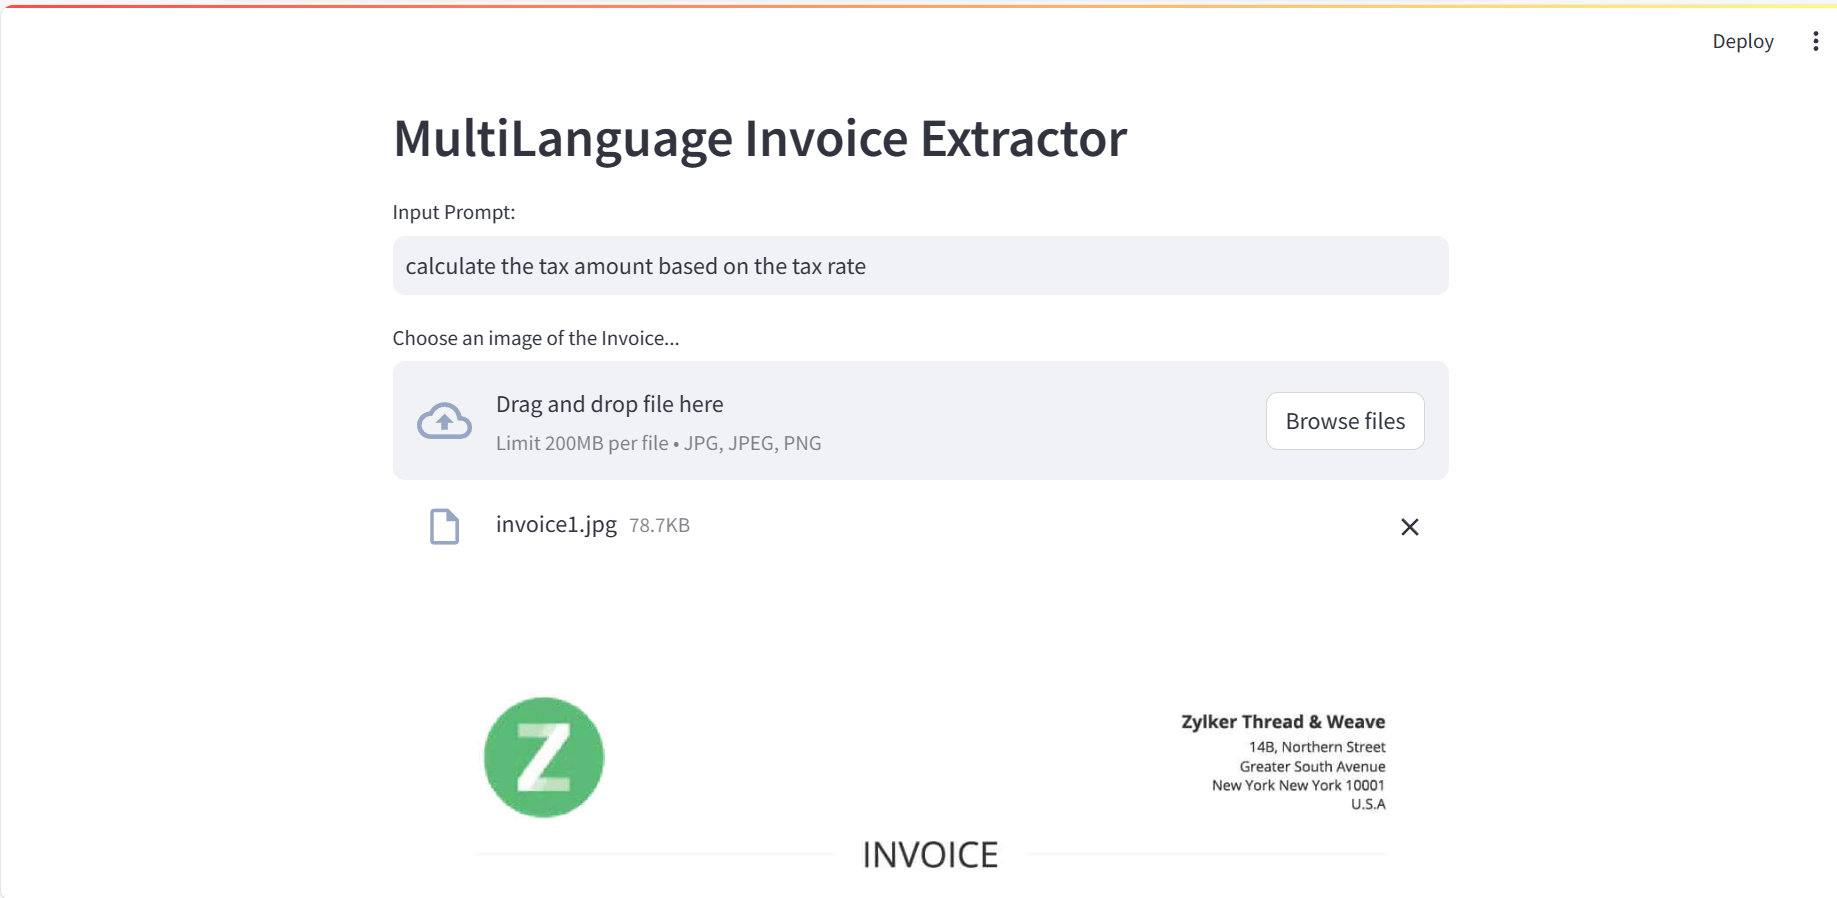 Deploy
MultiLanguage Invoice Extractor
Input Prompt:
calculate the tax amount based on the tax rate
Choose an image of the Invoice...
Drag and drop file here
Limit 200MB per file • JPG, JPEG, PNG
Browse files
invoice1.jpg 78.7KB
Z
Zylker Thread & Weave
14B, Northern Street
Greater South Avenue
New York New York 10001
U.S.A
INVOICE